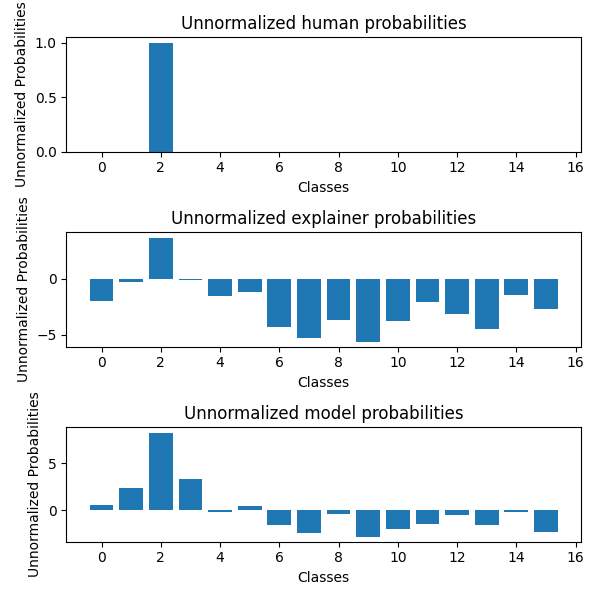 Unnormalized human probabilities
Unnormalized Probabilities
1.0
0.5
0.0
0 2 4 6 8 10 12 14 16
Classes
Unnormalized explainer probabilities
Unnormalized Probabilities
0
−5
0 2 4 6 8 10 12 14 16
Classes
Unnormalized model probabilities
Unnormalized Probabilities
5
0
0 2 4 6 8 10 12 14 16
Classes